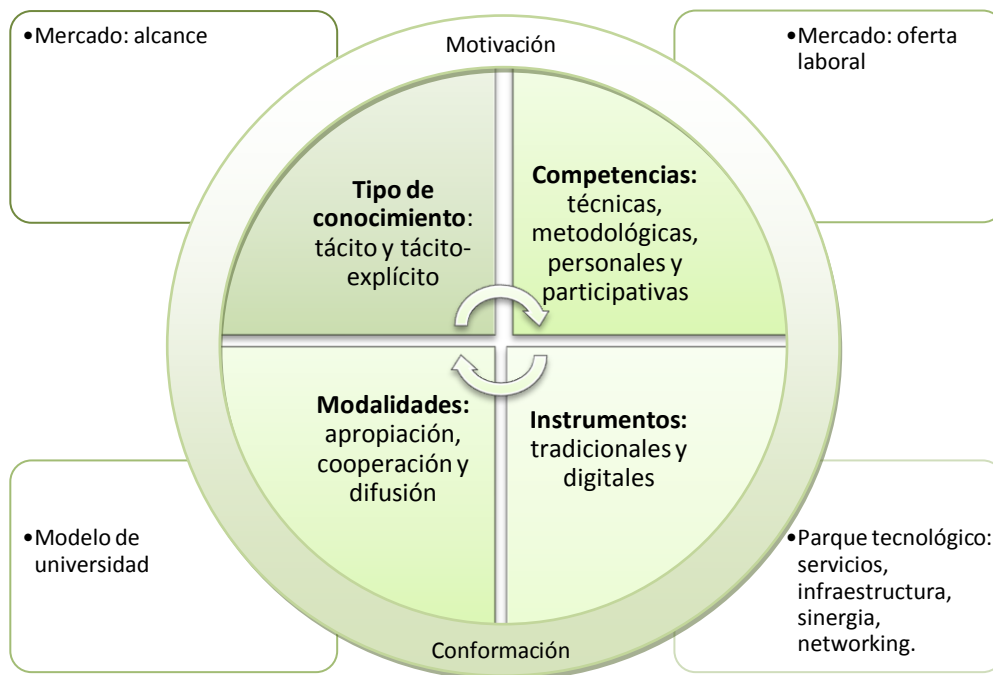 •Mercado: alcance
Motivación
•Mercado: oferta
laboral
Tipo de
conocimiento:
tácito y tácito-
explícito
Competencias:
técnicas,
metodológicas,
personales y
participativas
Modalidades:
apropiación,
cooperación y
difusión
Instrumentos:
tradicionales y
digitales
•Modelo de
universidad
•Parque tecnológico:
servicios,
infraestructura,
sinergia,
networking.
Conformación